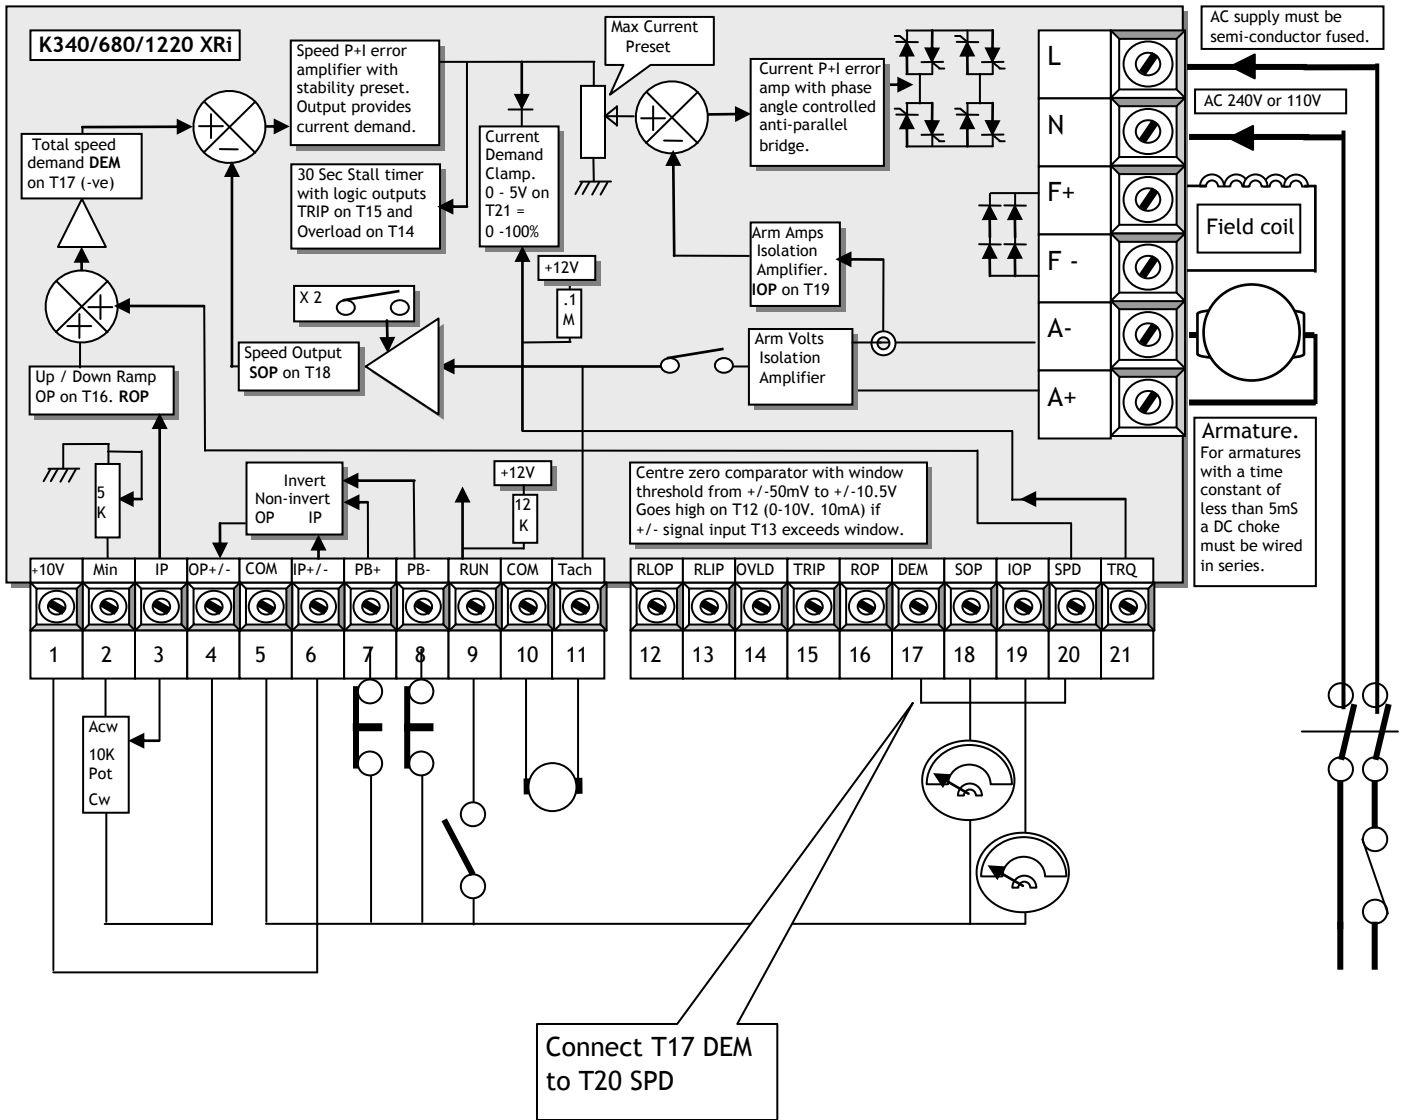 K340/680/1220 XRi
Speed P+I error
amplifier with
stability preset.
Output provides
current demand.
Max Current
Preset
Current P+I error
amp with phase
angle controlled
anti-parallel
bridge.
AC supply must be
semi-conductor fused.
AC 240V or 110V
L
N
F+
F -
A-
A+
Field coil
Total speed
demand DEM
on T17 (-ve)
30 Sec Stall timer
with logic outputs
TRIP on T15 and
Overload on T14
Current
Demand
Clamp.
0 - 5V on
T21 =
0 -100%
Arm Amps
Isolation
Amplifier.
IOP on T19
+12V
.1
M
X 2
Speed Output
SOP on T18
Arm Volts
Isolation
Amplifier
Up / Down Ramp
OP on T16. ROP
Armature.
For armatures
with a time
constant of
less than 5mS
a DC choke
must be wired
in series.
5
K
Invert
Non-invert
OP IP
+12V
12
K
Centre zero comparator with window
threshold from +/-50mV to +/-10.5V
Goes high on T12 (0-10V. 10mA) if
+/- signal input T13 exceeds window.
+10V Min IP OP+/- COM IP+/- PB+ PB- RUN COM Tach
RLOP RLIP OVLD TRIP ROP DEM SOP IOP SPD TRQ
1 2 3 4 5 6 7 8 9 10 11
12 13 14 15 16 17 18 19 20 21
Acw
10K
Pot
Cw
Connect T17 DEM
to T20 SPD